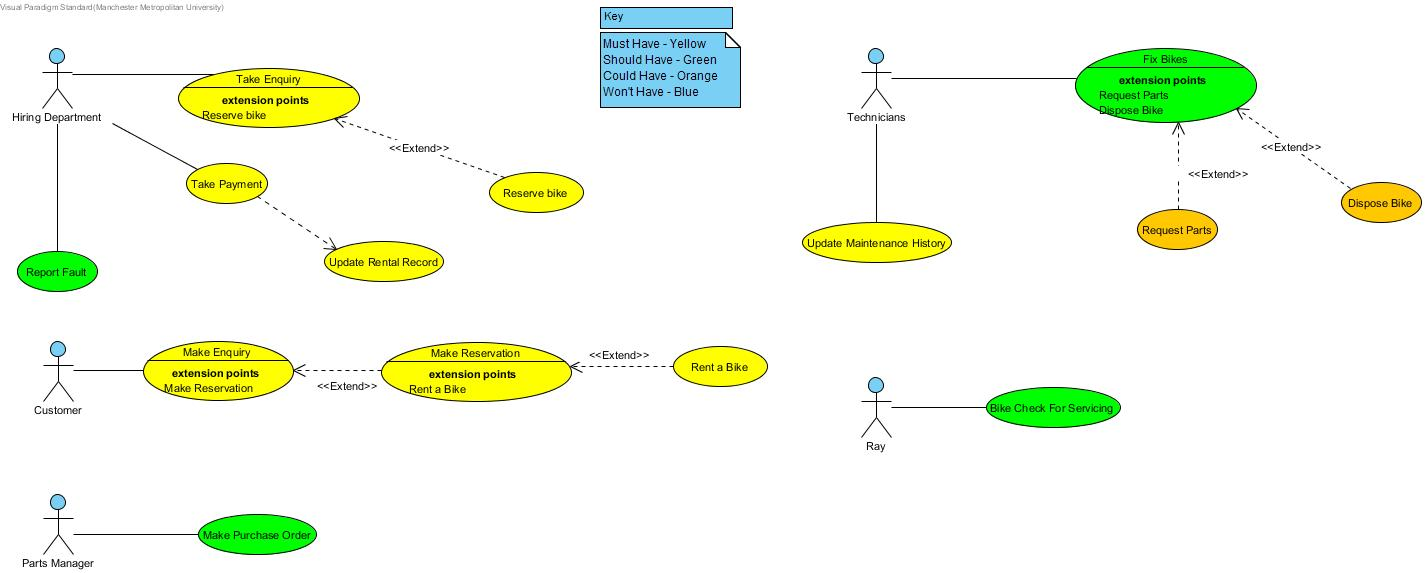 Visual Paradigm Standard(Manchester Metropolitan University)
Key
Must Have - Yellow
Should Have - Green
Could Have - Orange
Won't Have - Blue
Hiring Department
Take Enquiry
extension points
Reserve bike
<<Extend>>
Reserve bike
Take Payment
Update Rental Record
Report Fault
Technicians
Fix Bikes
extension points
Request Parts
Dispose Bike
<<Extend>>
<<Extend>>
Dispose Bike
Request Parts
Update Maintenance History
Customer
Make Enquiry
extension points
Make Reservation
<<Extend>>
Make Reservation
extension points
Rent a Bike
<<Extend>>
Rent a Bike
Ray
Bike Check For Servicing
Parts Manager
Make Purchase Order